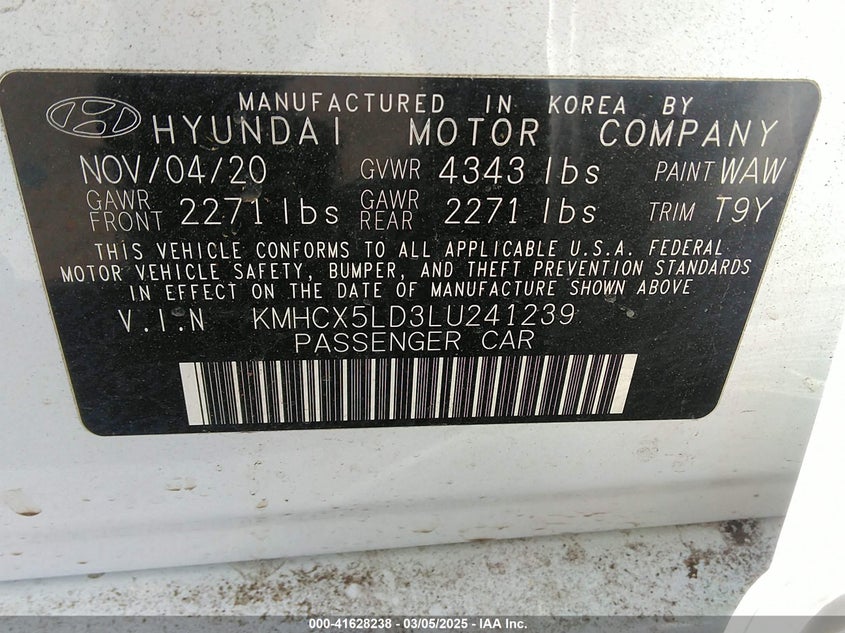 MANUFACTURED IN KOREA BY
HYUNDAI MOTOR COMPANY
NOV/04/20 GVWR 4343 lbs PAINT WAW
GAWR FRONT 2271 lbs GAWR REAR 2271 lbs TRIM T9Y
THIS VEHICLE CONFORMS TO ALL APPLICABLE U.S.A. FEDERAL
MOTOR VEHICLE SAFETY, BUMPER, AND THEFT PREVENTION STANDARDS
IN EFFECT ON THE DATE OF MANUFACTURE SHOWN ABOVE
V.I.N KMHCX5LD3LU241239
PASSENGER CAR
000-41628238 - 03/05/2025 - IAA Inc.